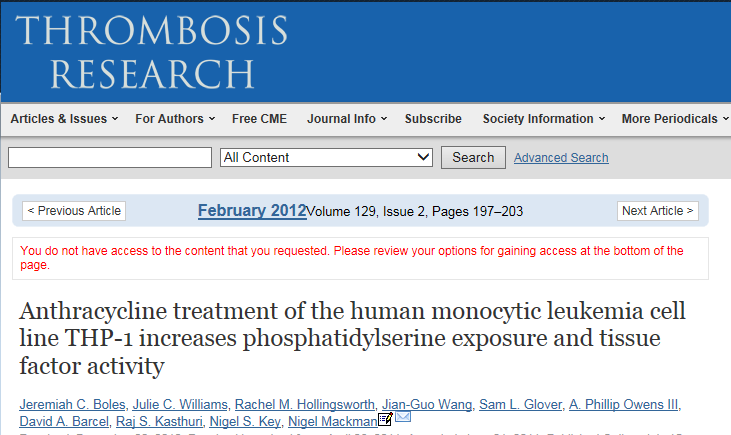 THROMBOSIS
RESEARCH
Articles & Issues For Authors Free CME Journal Info Subscribe Society Information More Periodicals
All Content Search Advanced Search
< Previous Article February 2012 Volume 129, Issue 2, Pages 197–203 Next Article >
You do not have access to the content that you requested. Please review your options for gaining access at the bottom of the
page.
Anthracycline treatment of the human monocytic leukemia cell
line THP-1 increases phosphatidylserine exposure and tissue
factor activity
Jeremiah C. Boles, Julie C. Williams, Rachel M. Hollingsworth, Jian-Guo Wang, Sam L. Glover, A. Phillip Owens III,
David A. Barcel, Raj S. Kasthuri, Nigel S. Key, Nigel Mackman